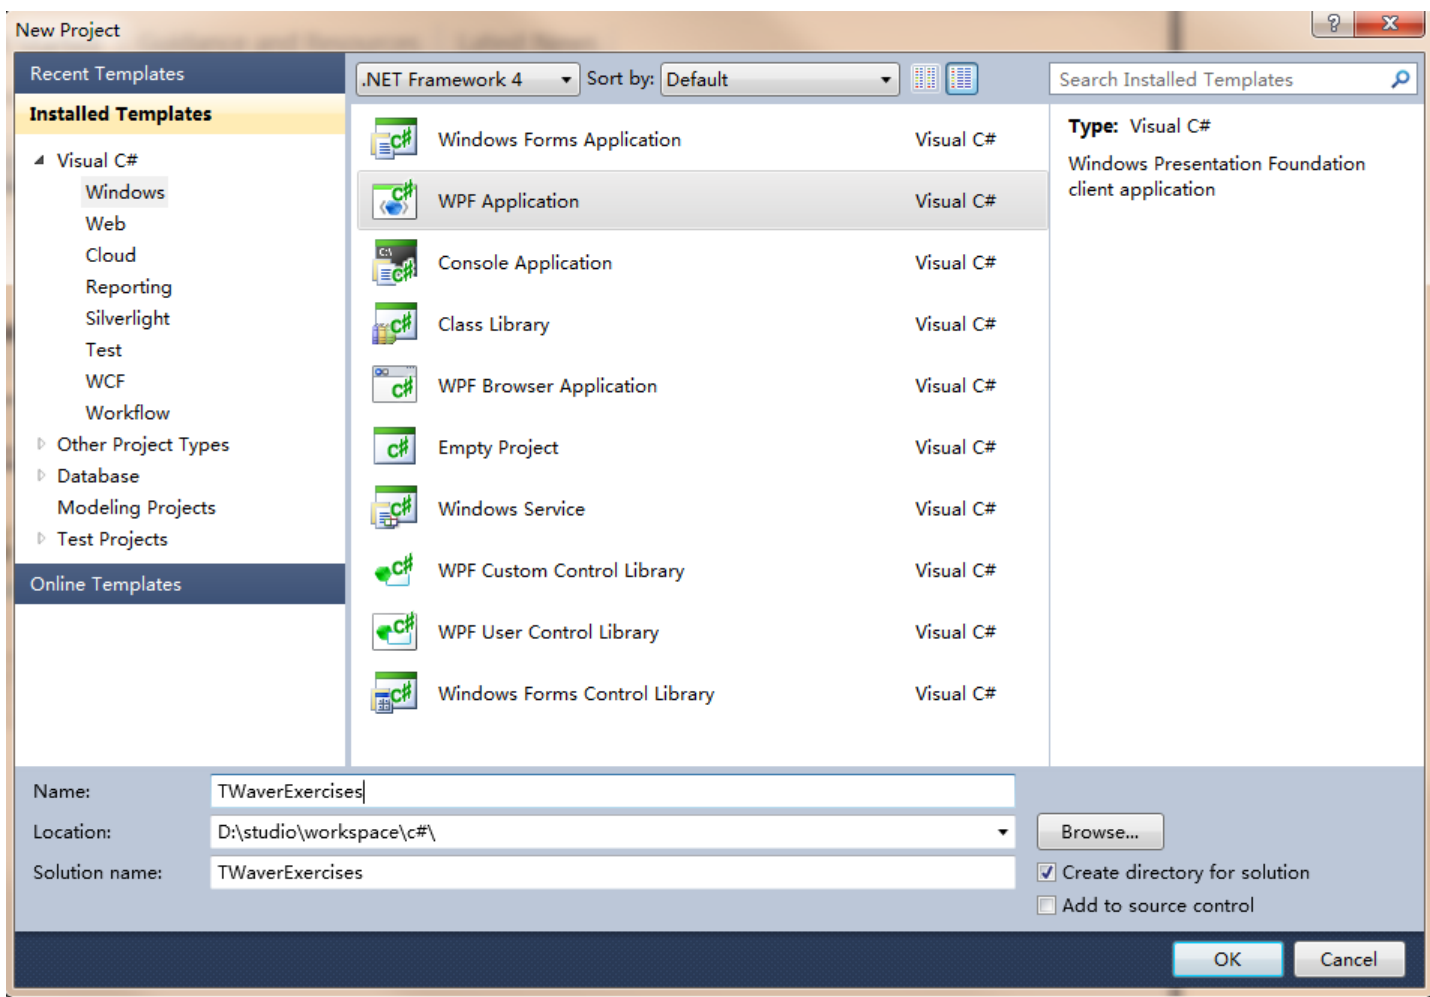 New Project
Recent Templates
.NET Framework 4
Sort by:
Default
Search Installed Templates
Installed Templates
Visual C#
Windows
Web
Cloud
Reporting
Silverlight
Test
WCF
Workflow
Other Project Types
Database
Modeling Projects
Test Projects
Online Templates
Windows Forms Application Visual C#
WPF Application Visual C#
Console Application Visual C#
Class Library Visual C#
WPF Browser Application Visual C#
Empty Project Visual C#
Windows Service Visual C#
WPF Custom Control Library Visual C#
WPF User Control Library Visual C#
Windows Forms Control Library Visual C#
Type: Visual C#
Windows Presentation Foundation
client application
Name: TWaverExercises
Location: D:\studio\workspace\c#\
Browse...
Solution name: TWaverExercises
Create directory for solution
Add to source control
OK
Cancel